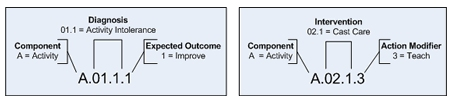 Diagnosis
01.1 = Activity Intolerance
Component
A = Activity
Expected Outcome
1 = Improve
A.01.1.1
Intervention
02.1 = Cast Care
Component
A = Activity
Action Modifier
3 = Teach
A.02.1.3